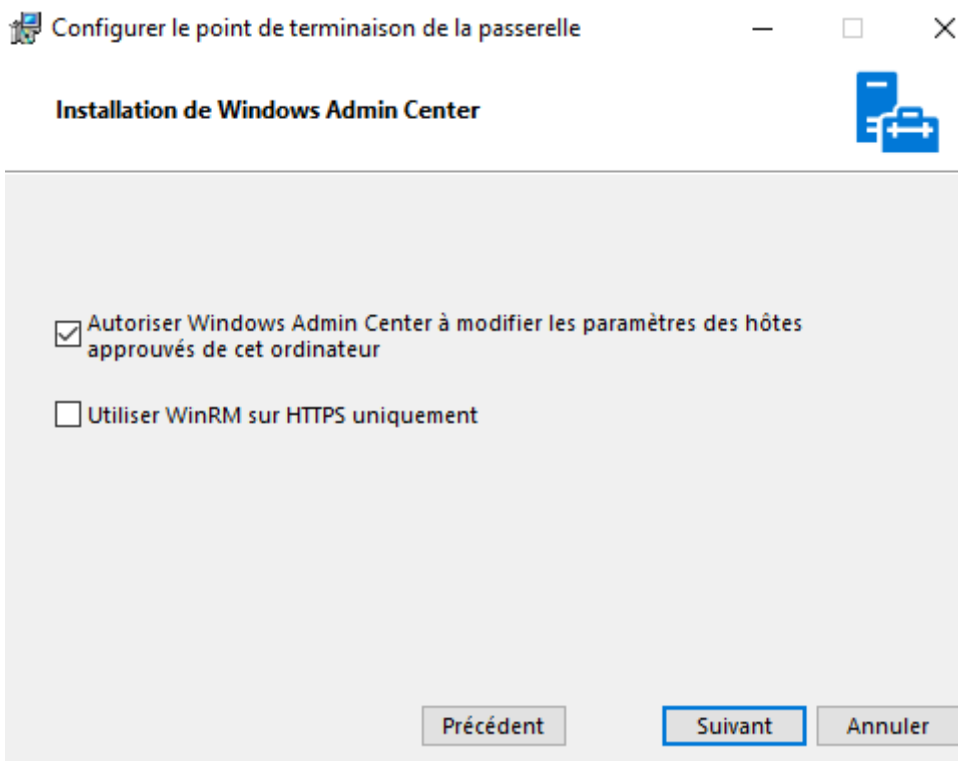 Configurer le point de terminaison de la passerelle
Installation de Windows Admin Center
Autoriser Windows Admin Center à modifier les paramètres des hôtes
approuvés de cet ordinateur
Utiliser WinRM sur HTTPS uniquement
Précédent Suivant Annuler